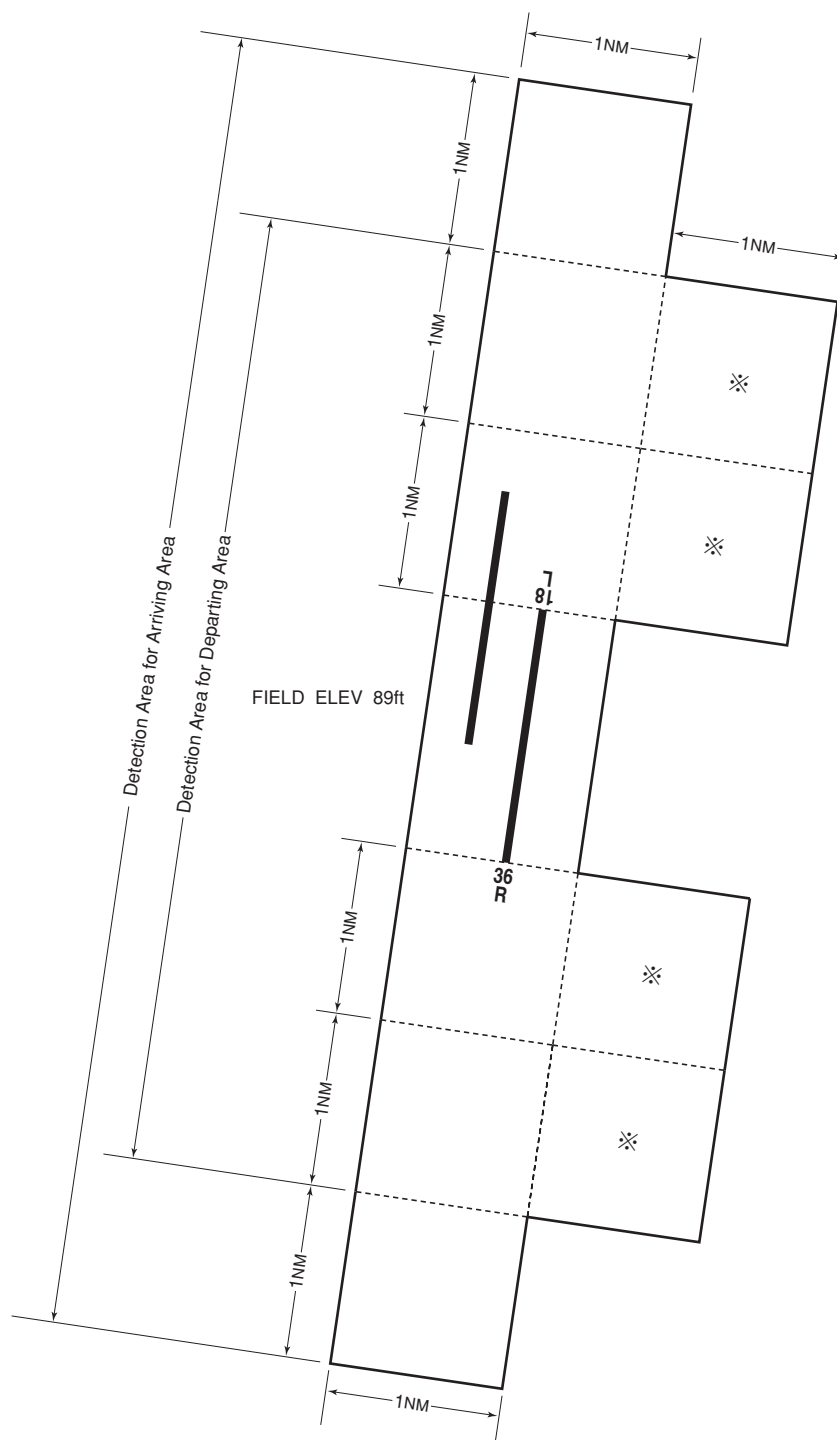 1NM
1NM
1NM
1NM
※
1NM
※
Detection Area for Arriving Area
Detection Area for Departing Area
18
L
FIELD ELEV 89ft
36
R
1NM
※
1NM
※
1NM
1NM